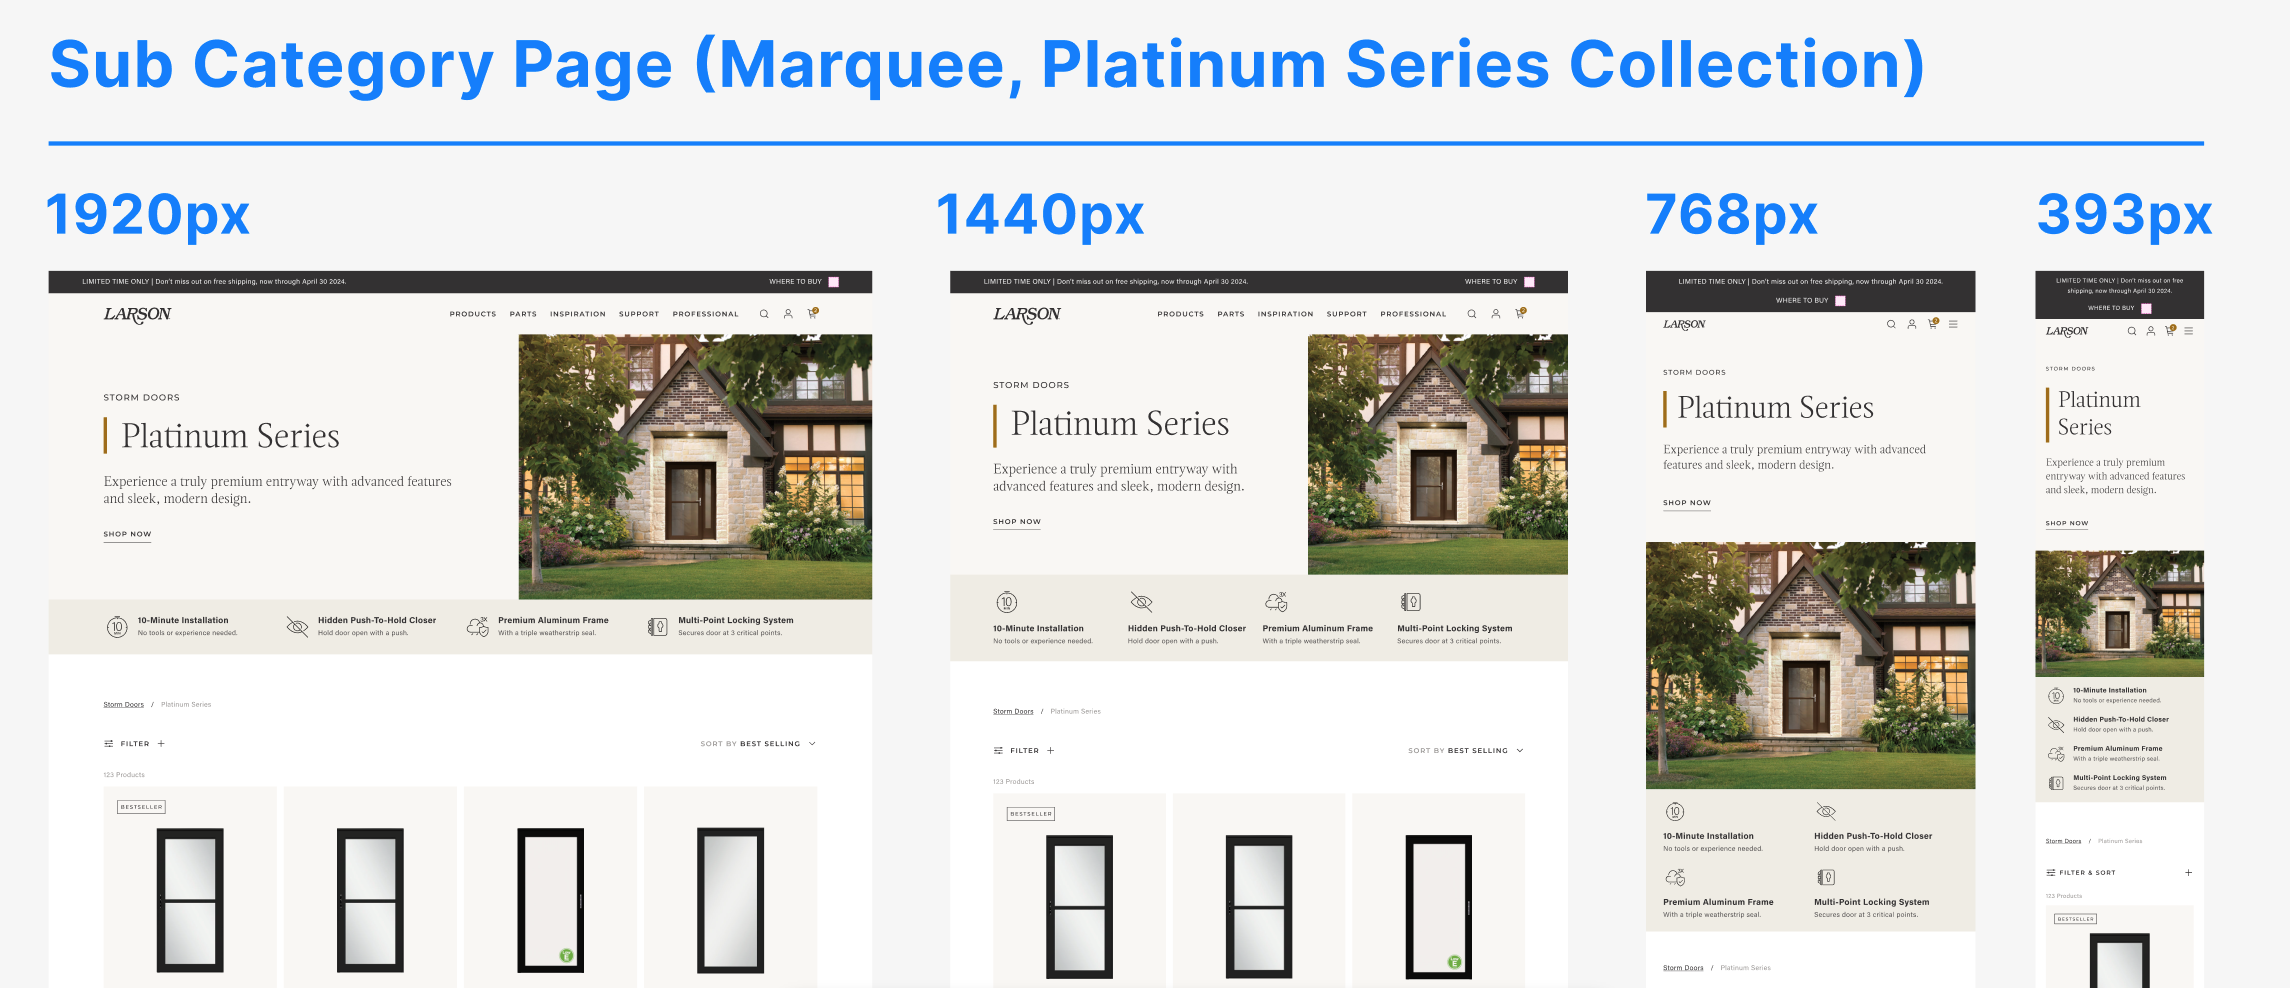 Sub Category Page (Marquee, Platinum Series Collection)
1920px
LIMITED TIME ONLY | Don't miss out on free shipping, now through April 30 2024.
WHERE TO BUY
LARSON
PRODUCTS PARTS INSPIRATION SUPPORT PROFESSIONAL
2
STORM DOORS
Platinum Series
Experience a truly premium entryway with advanced features
and sleek, modern design.
SHOP NOW
10
MIN
10-Minute Installation
No tools or experience needed.
Hidden Push-To-Hold Closer
Hold door open with a push.
3X
Premium Aluminum Frame
With a triple weatherstrip seal.
Multi-Point Locking System
Secures door at 3 critical points.
Storm Doors / Platinum Series
FILTER +
SORT BY BEST SELLING
123 Products
BESTSELLER
1440px
LIMITED TIME ONLY | Don't miss out on free shipping, now through April 30 2024.
WHERE TO BUY
LARSON
PRODUCTS PARTS INSPIRATION SUPPORT PROFESSIONAL
2
STORM DOORS
Platinum Series
Experience a truly premium entryway with
advanced features and sleek, modern design.
SHOP NOW
10
MIN
10-Minute Installation
No tools or experience needed.
Hidden Push-To-Hold Closer
Hold door open with a push.
3X
Premium Aluminum Frame
With a triple weatherstrip seal.
Multi-Point Locking System
Secures door at 3 critical points.
Storm Doors / Platinum Series
FILTER +
SORT BY BEST SELLING
123 Products
BESTSELLER
768px
LIMITED TIME ONLY | Don't miss out on free shipping, now through April 30 2024.
WHERE TO BUY
LARSON
2
STORM DOORS
Platinum Series
Experience a truly premium entryway with advanced
features and sleek, modern design.
SHOP NOW
10
MIN
10-Minute Installation
No tools or experience needed.
Hidden Push-To-Hold Closer
Hold door open with a push.
3X
Premium Aluminum Frame
With a triple weatherstrip seal.
Multi-Point Locking System
Secures door at 3 critical points.
Storm Doors / Platinum Series
393px
LIMITED TIME ONLY | Don't miss out on free
shipping, now through April 30 2024.
WHERE TO BUY
LARSON
2
STORM DOORS
Platinum
Series
Experience a truly premium
entryway with advanced features
and sleek, modern design.
SHOP NOW
10
10-Minute Installation
No tools or experience needed.
Hidden Push-To-Hold Closer
Hold door open with a push.
3X
Premium Aluminum Frame
With a triple weatherstrip seal.
Multi-Point Locking System
Secures door at 3 critical points.
Storm Doors / Platinum Series
FILTER & SORT +
123 Products
BESTSELLER